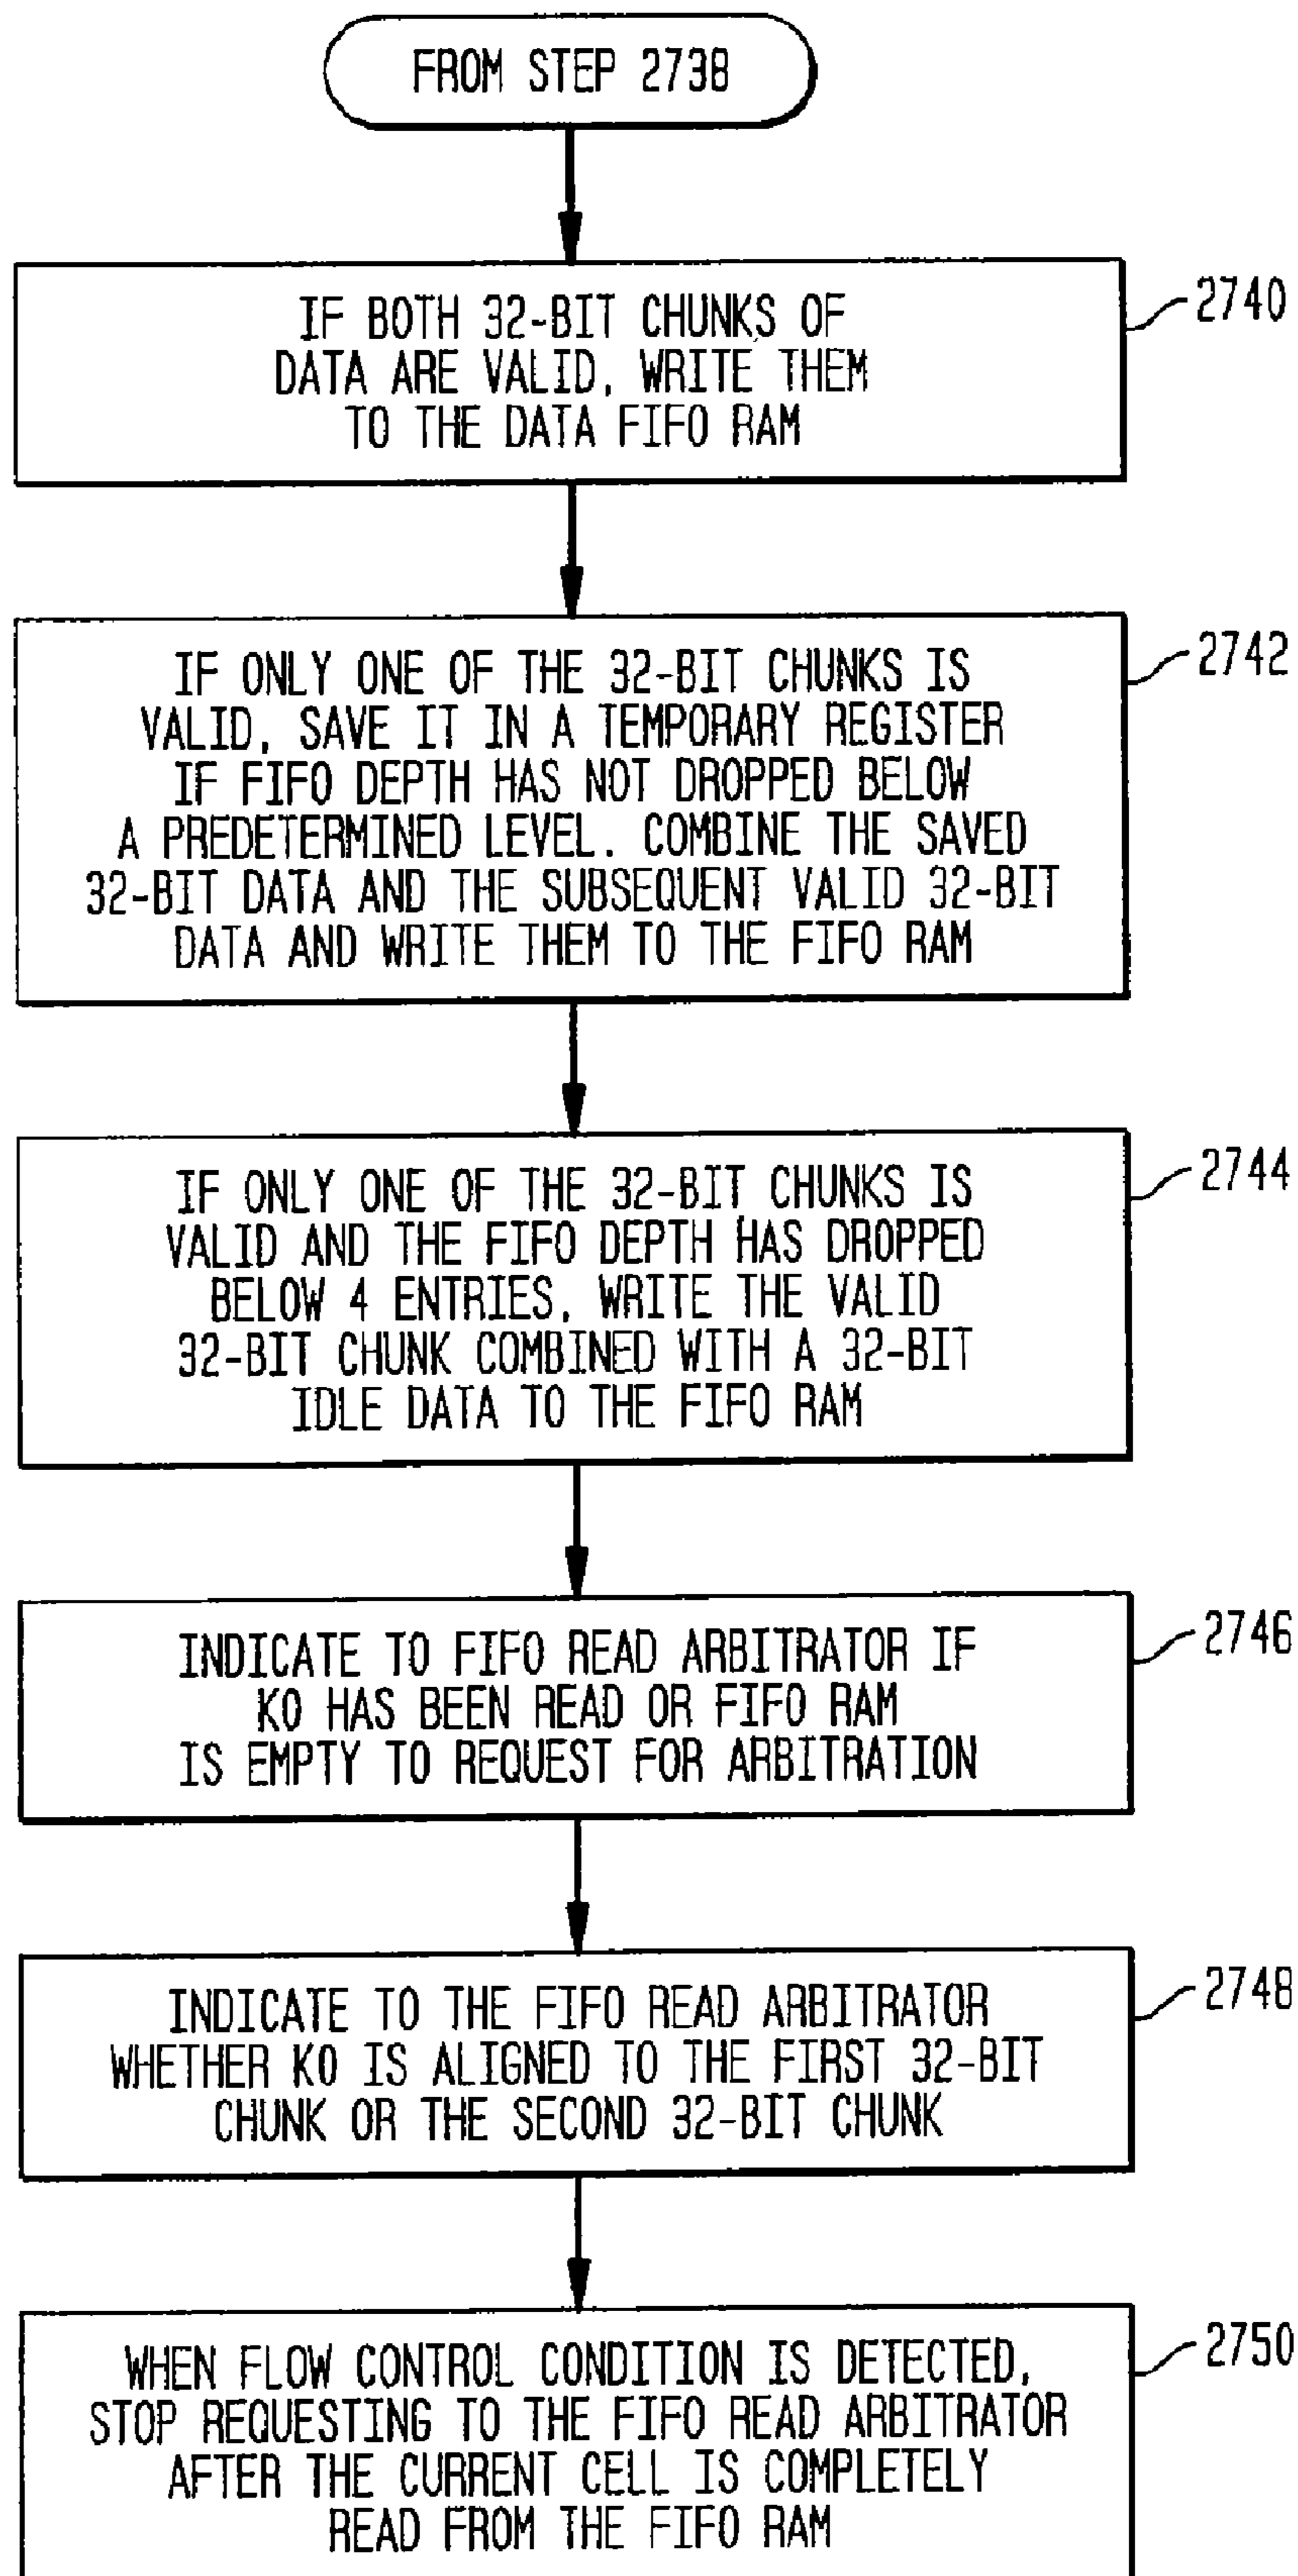 FROM STEP 2738
IF BOTH 32-BIT CHUNKS OF
DATA ARE VALID, WRITE THEM
TO THE DATA FIFO RAM
2740
IF ONLY ONE OF THE 32-BIT CHUNKS IS
VALID, SAVE IT IN A TEMPORARY REGISTER
IF FIFO DEPTH HAS NOT DROPPED BELOW
A PREDETERMINED LEVEL. COMBINE THE SAVED
32-BIT DATA AND THE SUBSEQUENT VALID 32-BIT
DATA AND WRITE THEM TO THE FIFO RAM
2742
IF ONLY ONE OF THE 32-BIT CHUNKS IS
VALID AND THE FIFO DEPTH HAS DROPPED
BELOW 4 ENTRIES, WRITE THE VALID
32-BIT CHUNK COMBINED WITH A 32-BIT
IDLE DATA TO THE FIFO RAM
2744
INDICATE TO FIFO READ ARBITRATOR IF
K0 HAS BEEN READ OR FIFO RAM
IS EMPTY TO REQUEST FOR ARBITRATION
2746
INDICATE TO THE FIFO READ ARBITRATOR
WHETHER K0 IS ALIGNED TO THE FIRST 32-BIT
CHUNK OR THE SECOND 32-BIT CHUNK
2748
WHEN FLOW CONTROL CONDITION IS DETECTED,
STOP REQUESTING TO THE FIFO READ ARBITRATOR
AFTER THE CURRENT CELL IS COMPLETELY
READ FROM THE FIFO RAM
2750